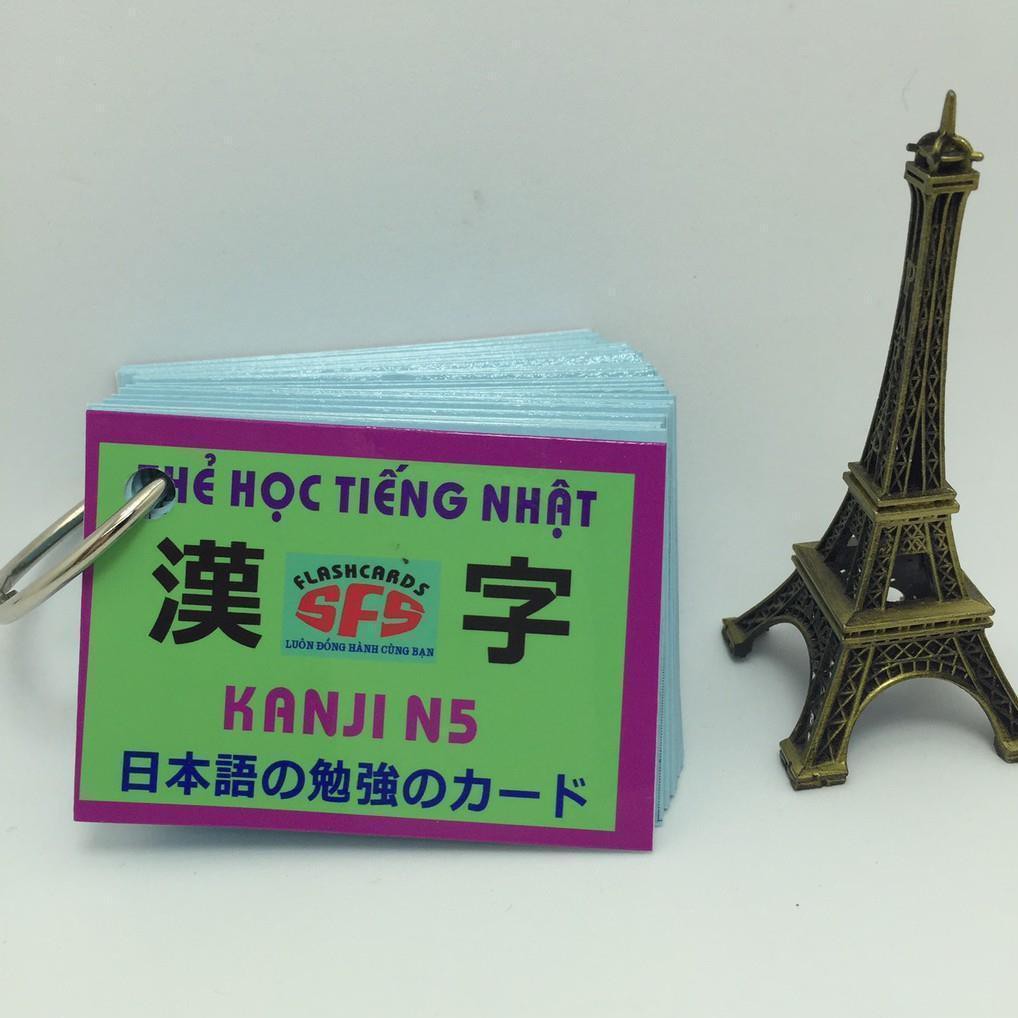 THẺ HỌC TIẾNG NHẬT
漢字
FLASHCARDS
SFS
LUÔN ĐỒNG HÀNH CÙNG BẠN
KANJI N5
日本語の勉強のカード